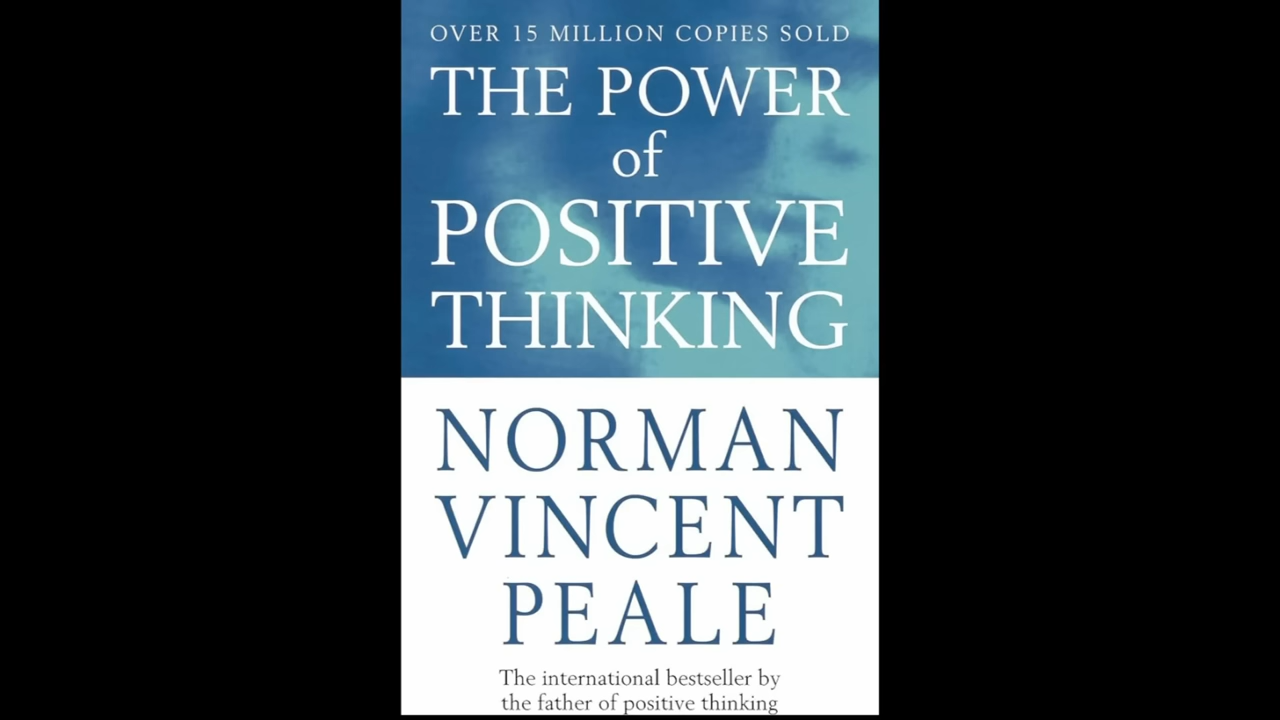 OVER 15 MILLION COPIES SOLD
THE POWER
of
POSITIVE
THINKING
NORMAN
VINCENT
PEALE
The international bestseller by
the father of positive thinking